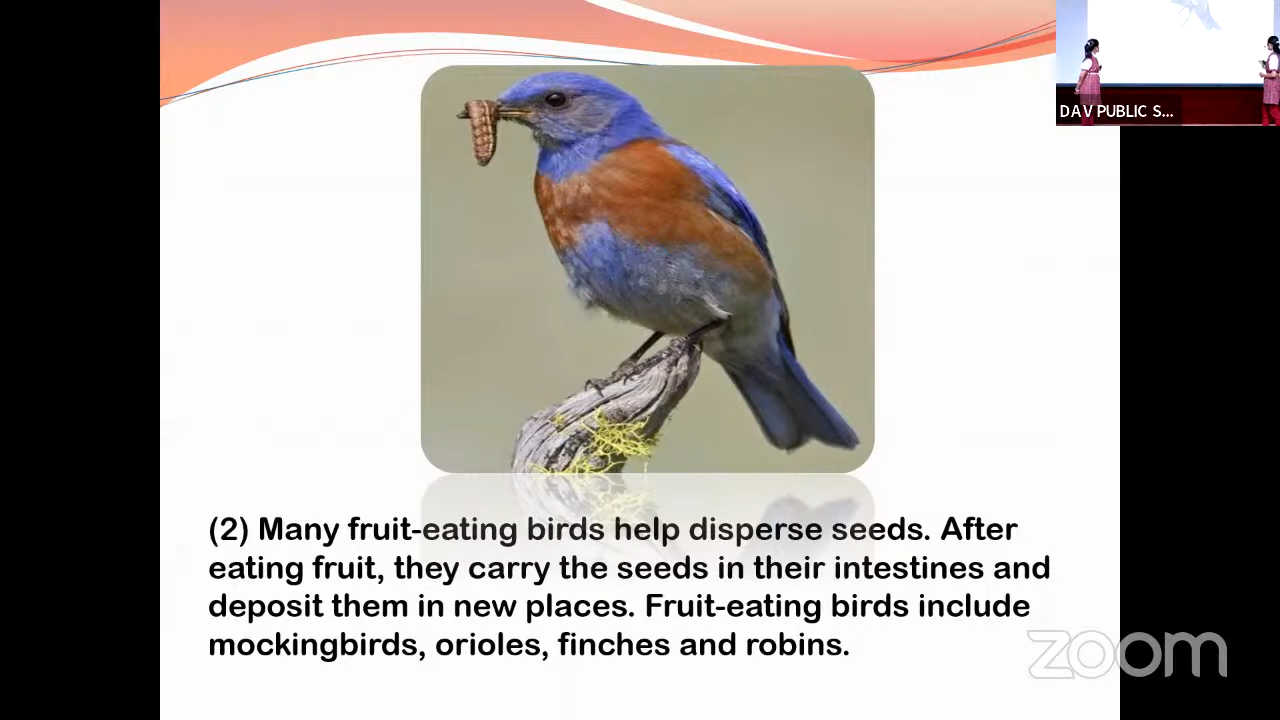 DAV PUBLIC S...
(2) Many fruit-eating birds help disperse seeds. After
eating fruit, they carry the seeds in their intestines and
deposit them in new places. Fruit-eating birds include
mockingbirds, orioles, finches and robins.
zoom